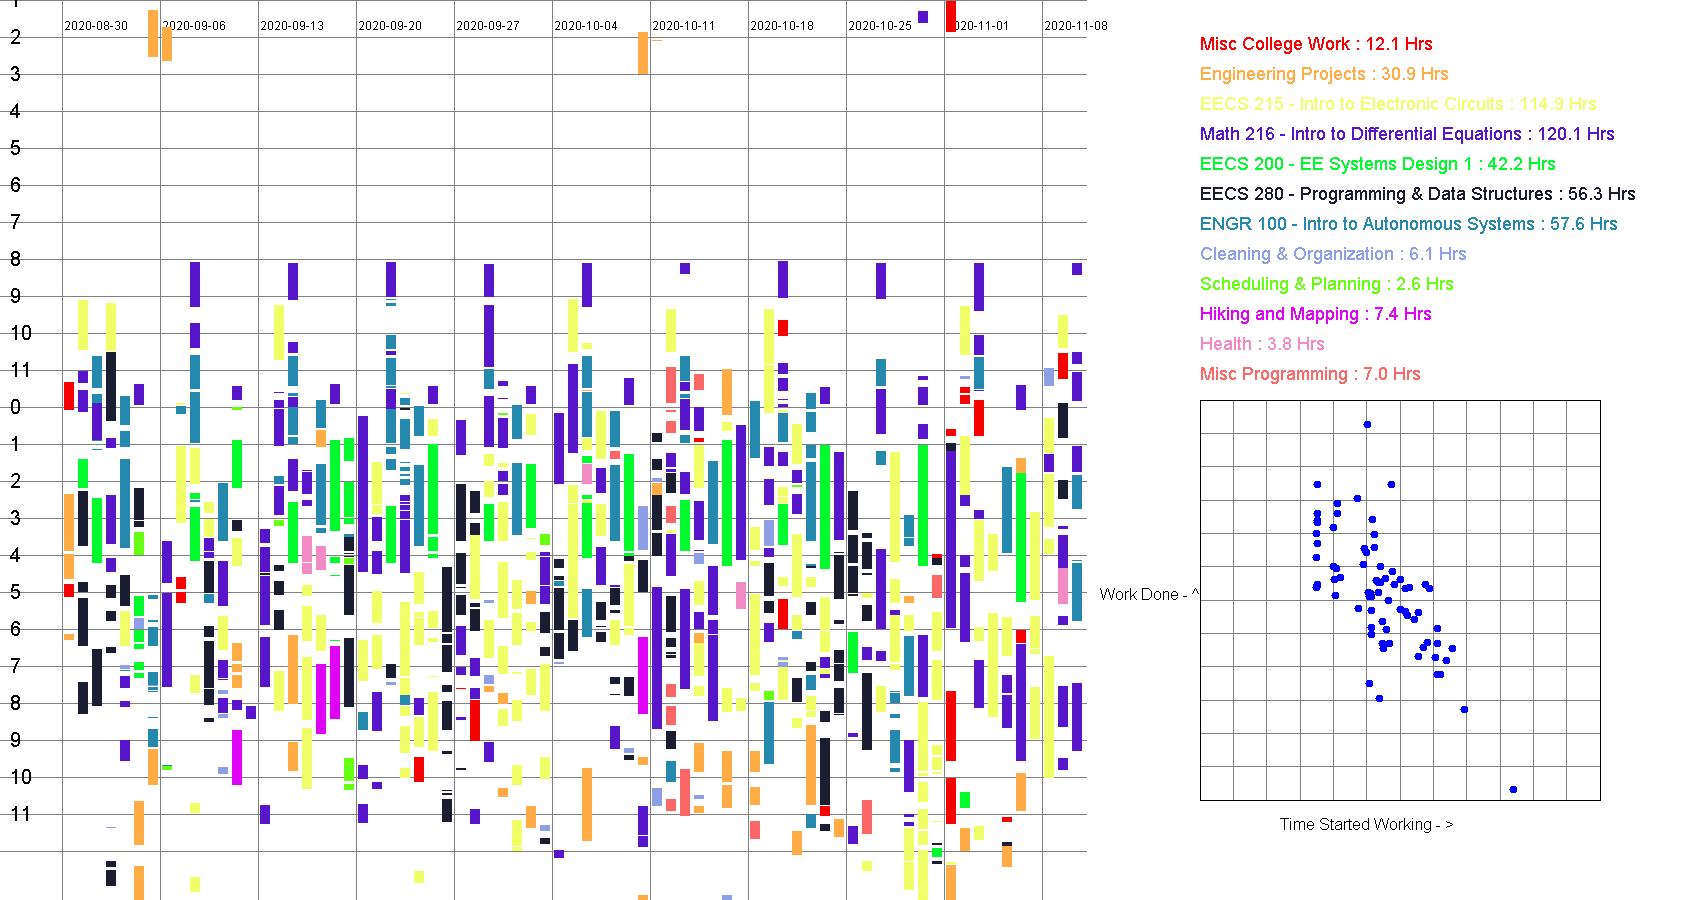 1
2020-08-30 2020-09-06 2020-09-13 2020-09-20 2020-09-27 2020-10-04 2020-10-11 2020-10-18 2020-10-25 2020-11-01 2020-11-08
2
3
4
5
6
7
8
9
10
11
0
1
2
3
4
5
6
7
8
9
10
11
Misc College Work : 12.1 Hrs
Engineering Projects : 30.9 Hrs
EECS 215 - Intro to Electronic Circuits : 114.9 Hrs
Math 216 - Intro to Differential Equations : 120.1 Hrs
EECS 200 - EE Systems Design 1 : 42.2 Hrs
EECS 280 - Programming & Data Structures : 56.3 Hrs
ENGR 100 - Intro to Autonomous Systems : 57.6 Hrs
Cleaning & Organization : 6.1 Hrs
Scheduling & Planning : 2.6 Hrs
Hiking and Mapping : 7.4 Hrs
Health : 3.8 Hrs
Misc Programming : 7.0 Hrs
Work Done - ^
Time Started Working - >